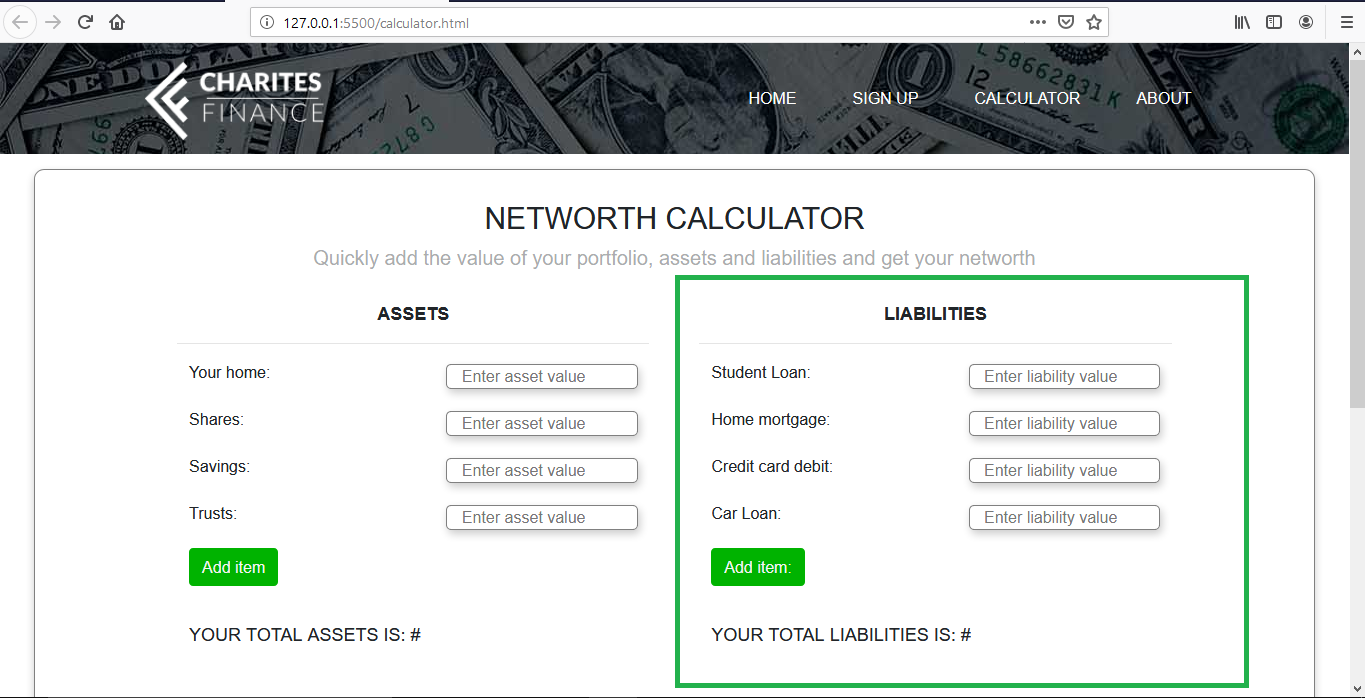 127.0.0.1:5500/calculator.html
CHARITES
FINANCE
HOME SIGN UP CALCULATOR ABOUT
NETWORTH CALCULATOR
Quickly add the value of your portfolio, assets and liabilities and get your networth
ASSETS
Your home: Enter asset value
Shares: Enter asset value
Savings: Enter asset value
Trusts: Enter asset value
Add item
YOUR TOTAL ASSETS IS: #
LIABILITIES
Student Loan: Enter liability value
Home mortgage: Enter liability value
Credit card debit: Enter liability value
Car Loan: Enter liability value
Add item:
YOUR TOTAL LIABILITIES IS: #